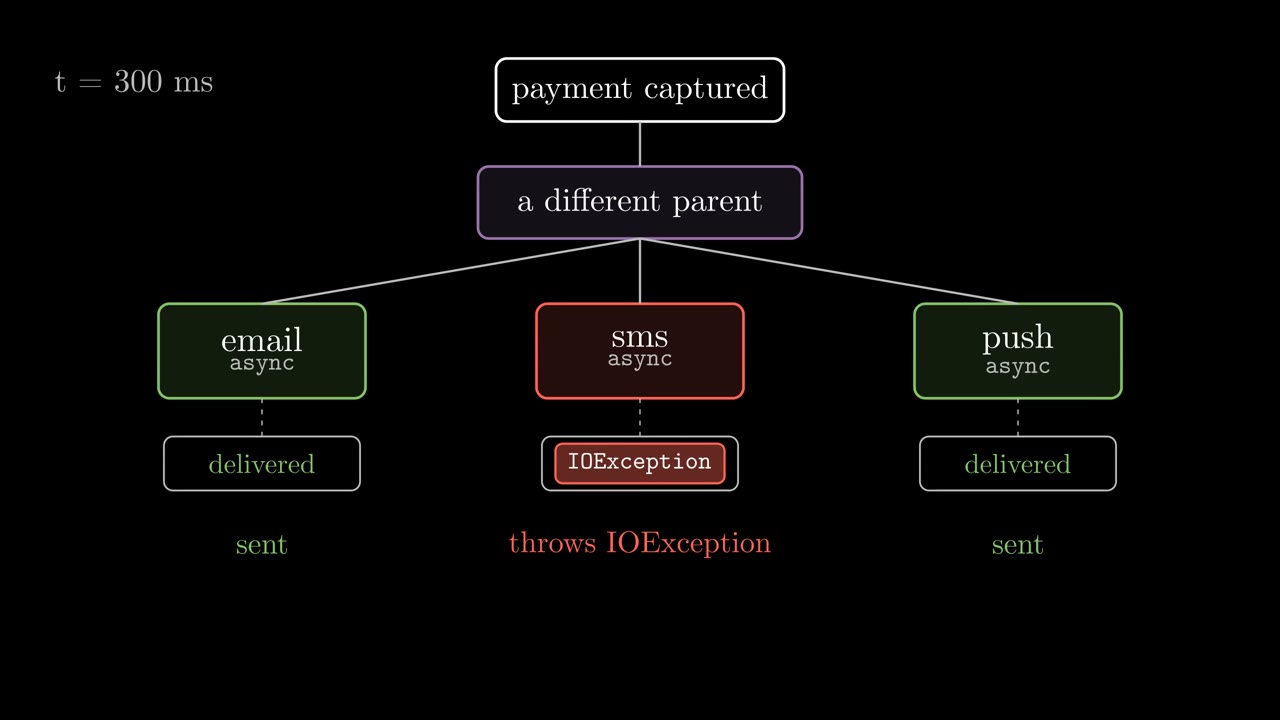 t = 300 ms
payment captured
a different parent
email
async
sms
async
push
async
delivered
IOException
delivered
sent
throws IOException
sent